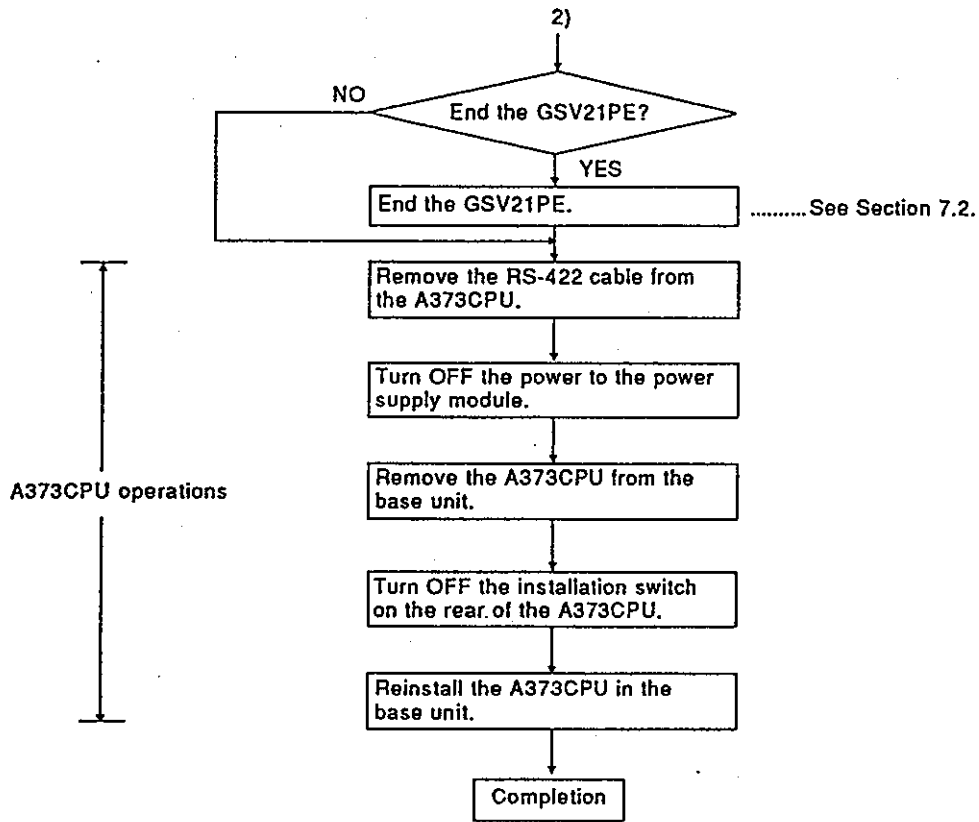 2)
NO
End the GSV21PE?
YES
End the GSV21PE.
.......... See Section 7.2.
Remove the RS-422 cable from
the A373CPU.
Turn OFF the power to the power
supply module.
Remove the A373CPU from the
base unit.
A373CPU operations
Turn OFF the installation switch
on the rear of the A373CPU.
Reinstall the A373CPU in the
base unit.
Completion